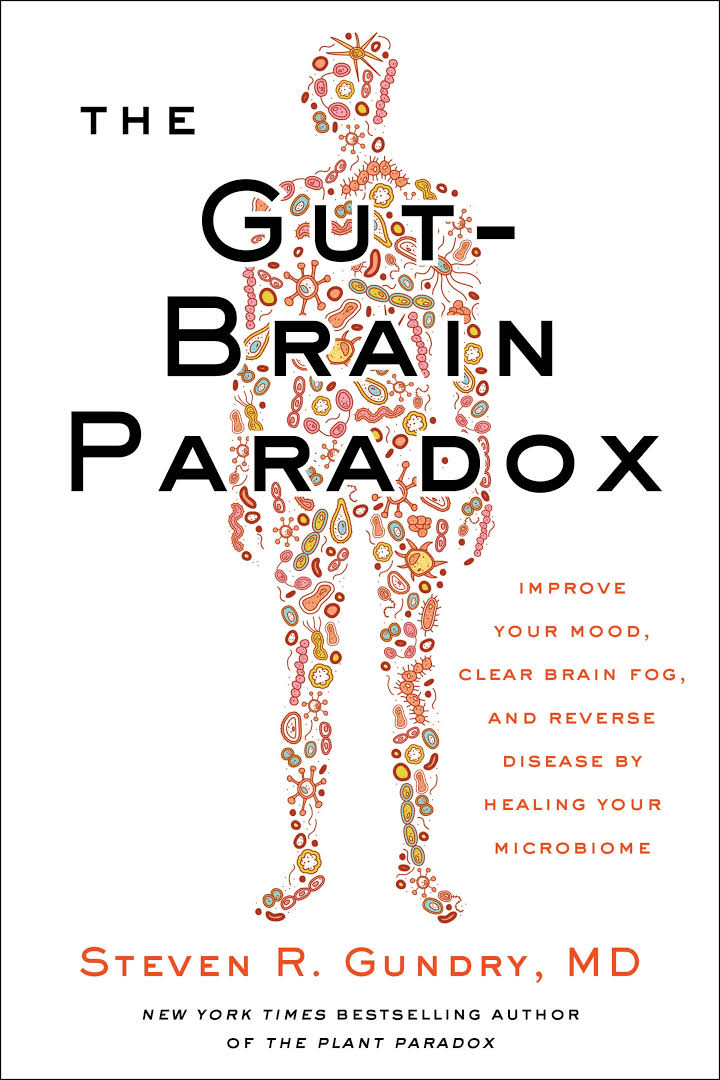 THE
GUT-
BRAIN
PARADOX
IMPROVE
YOUR MOOD,
CLEAR BRAIN FOG,
AND REVERSE
DISEASE BY
HEALING YOUR
MICROBIOME
STEVEN R. GUNDRY, MD
NEW YORK TIMES BESTSELLING AUTHOR
OF THE PLANT PARADOX